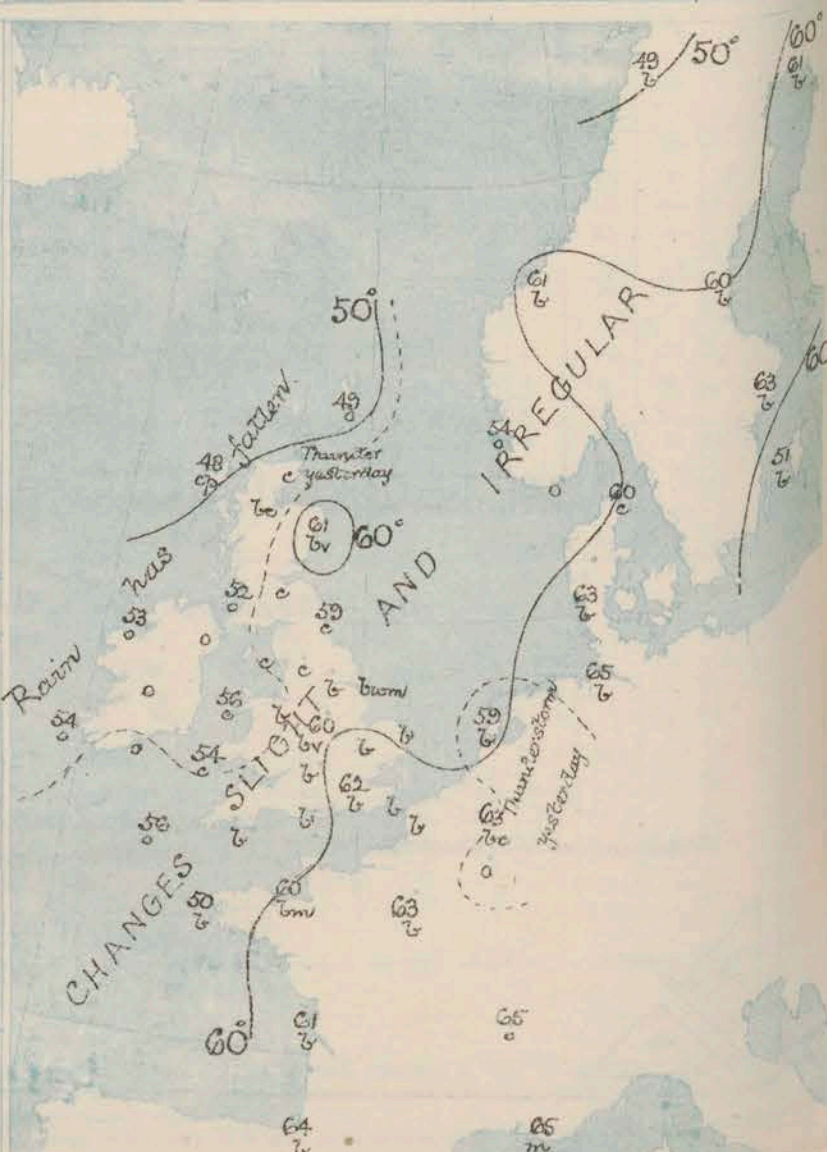 49
b
50°
60°
61
b
61
b
60
b
50°
49
o
63
b
60
Rain has fallen.
48
54
o
51
b
IRREGULAR
Thunder
yesterday
c
bc
o
60
c
61
bv
60°
AND
52
o
c
59
c
63
b
53
o
o
c
c
b
bwm
65
b
o
56
o
b
60
bv
59
b
54
o
b
b
o
54
c
b
SLIGHT
62
b
b
Thunderstorm
yesterday
b
b
63
bc
56
o
b
o
CHANGES
50
b
60
bm
63
b
60°
61
b
65
o
64
b
65
m